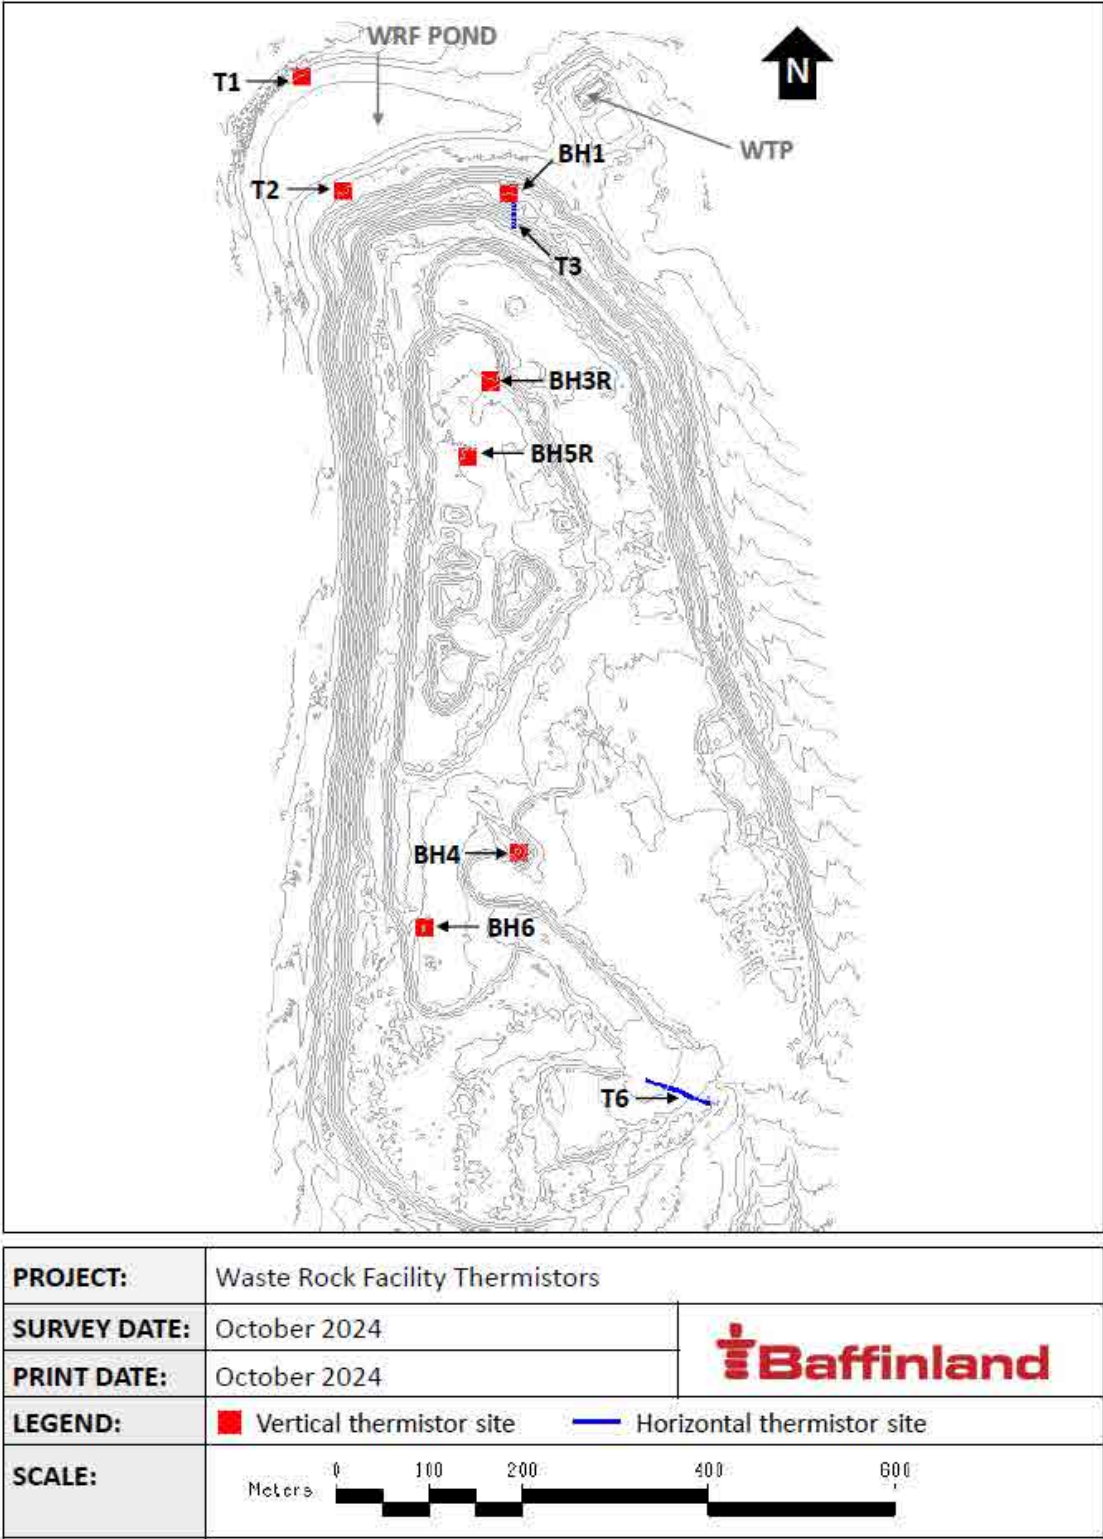 WRF POND
T1
N
WTP
BH1
T2
T3
BH3R
BH5R
BH4
BH6
T6
PROJECT: Waste Rock Facility Thermistors
SURVEY DATE: October 2024
PRINT DATE: October 2024
Baffinland
LEGEND: Vertical thermistor site Horizontal thermistor site
SCALE:
0 100 200 400 600
Meters